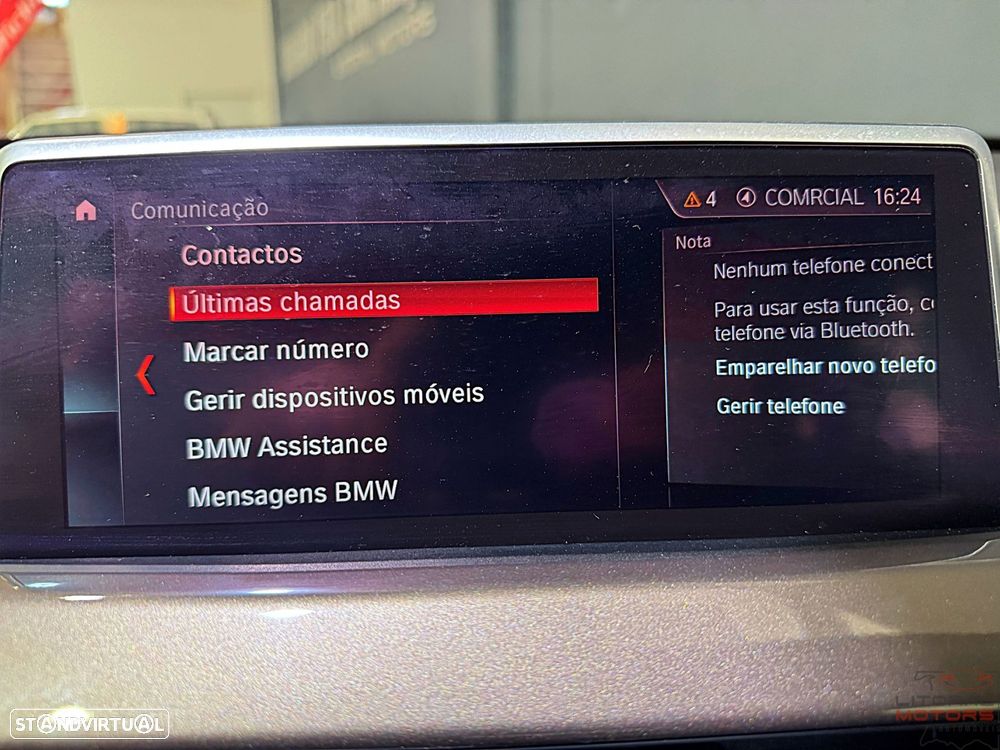 Comunicação
4 COMRCIAL 16:24
Contactos
Últimas chamadas
Marcar número
Gerir dispositivos móveis
BMW Assistance
Mensagens BMW
Nota
Nenhum telefone conect
Para usar esta função, c
telefone via Bluetooth.
Emparelhar novo telefo
Gerir telefone
STANDVIRTUAL
MOTORS